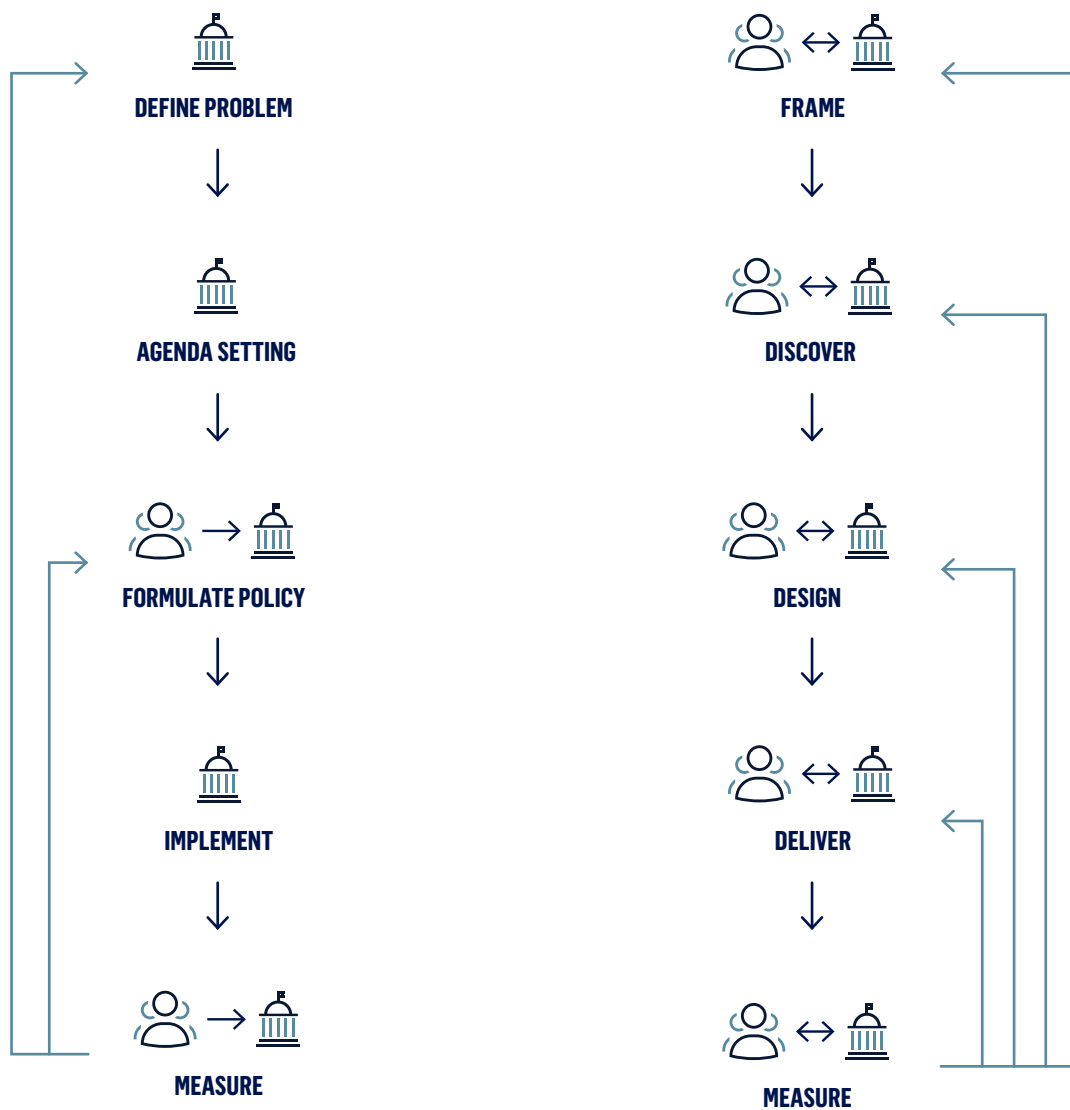 DEFINE PROBLEM
AGENDA SETTING
FORMULATE POLICY
IMPLEMENT
MEASURE
FRAME
DISCOVER
DESIGN
DELIVER
MEASURE